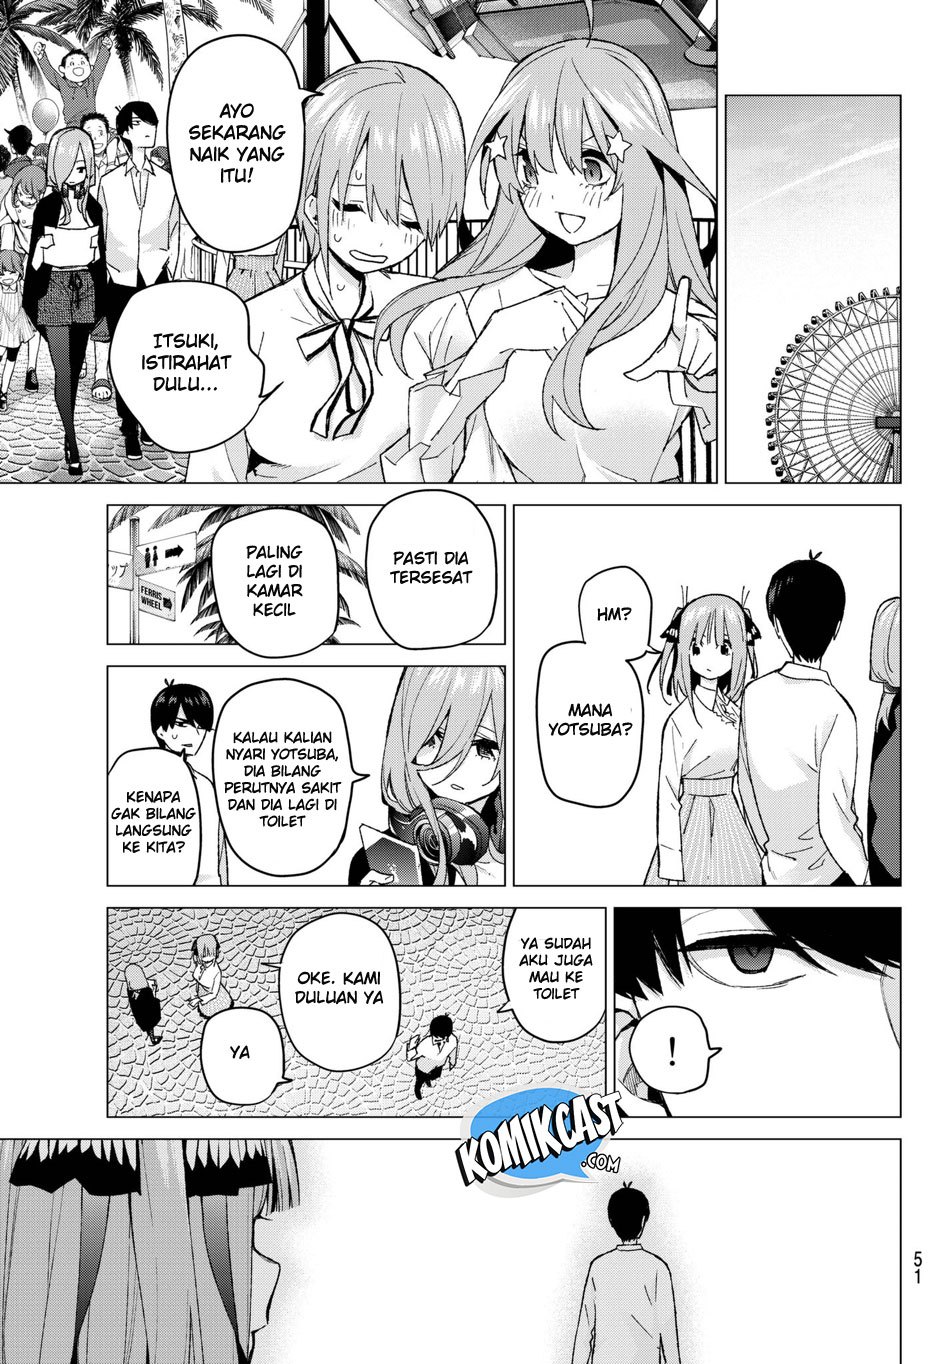 AYO
SEKARANG
NAIK YANG
ITU!
ITSUKI,
ISTIRAHAT
DULU...
HM?
MANA
YOTSUBA?
PASTI DIA
TERSESAT
PALING
LAGI DI
KAMAR
KECIL
ップ
FERRIS
WHEEL
KALAU KALIAN
NYARI YOTSUBA,
DIA BILANG
PERUTNYA SAKIT
DAN DIA LAGI DI
TOILET
KENAPA
GAK BILANG
LANGSUNG
KE KITA?
!
YA SUDAH
AKU JUGA
MAU KE
TOILET
OKE. KAMI
DULUAN YA
YA
KOMIKCAST
.COM
51